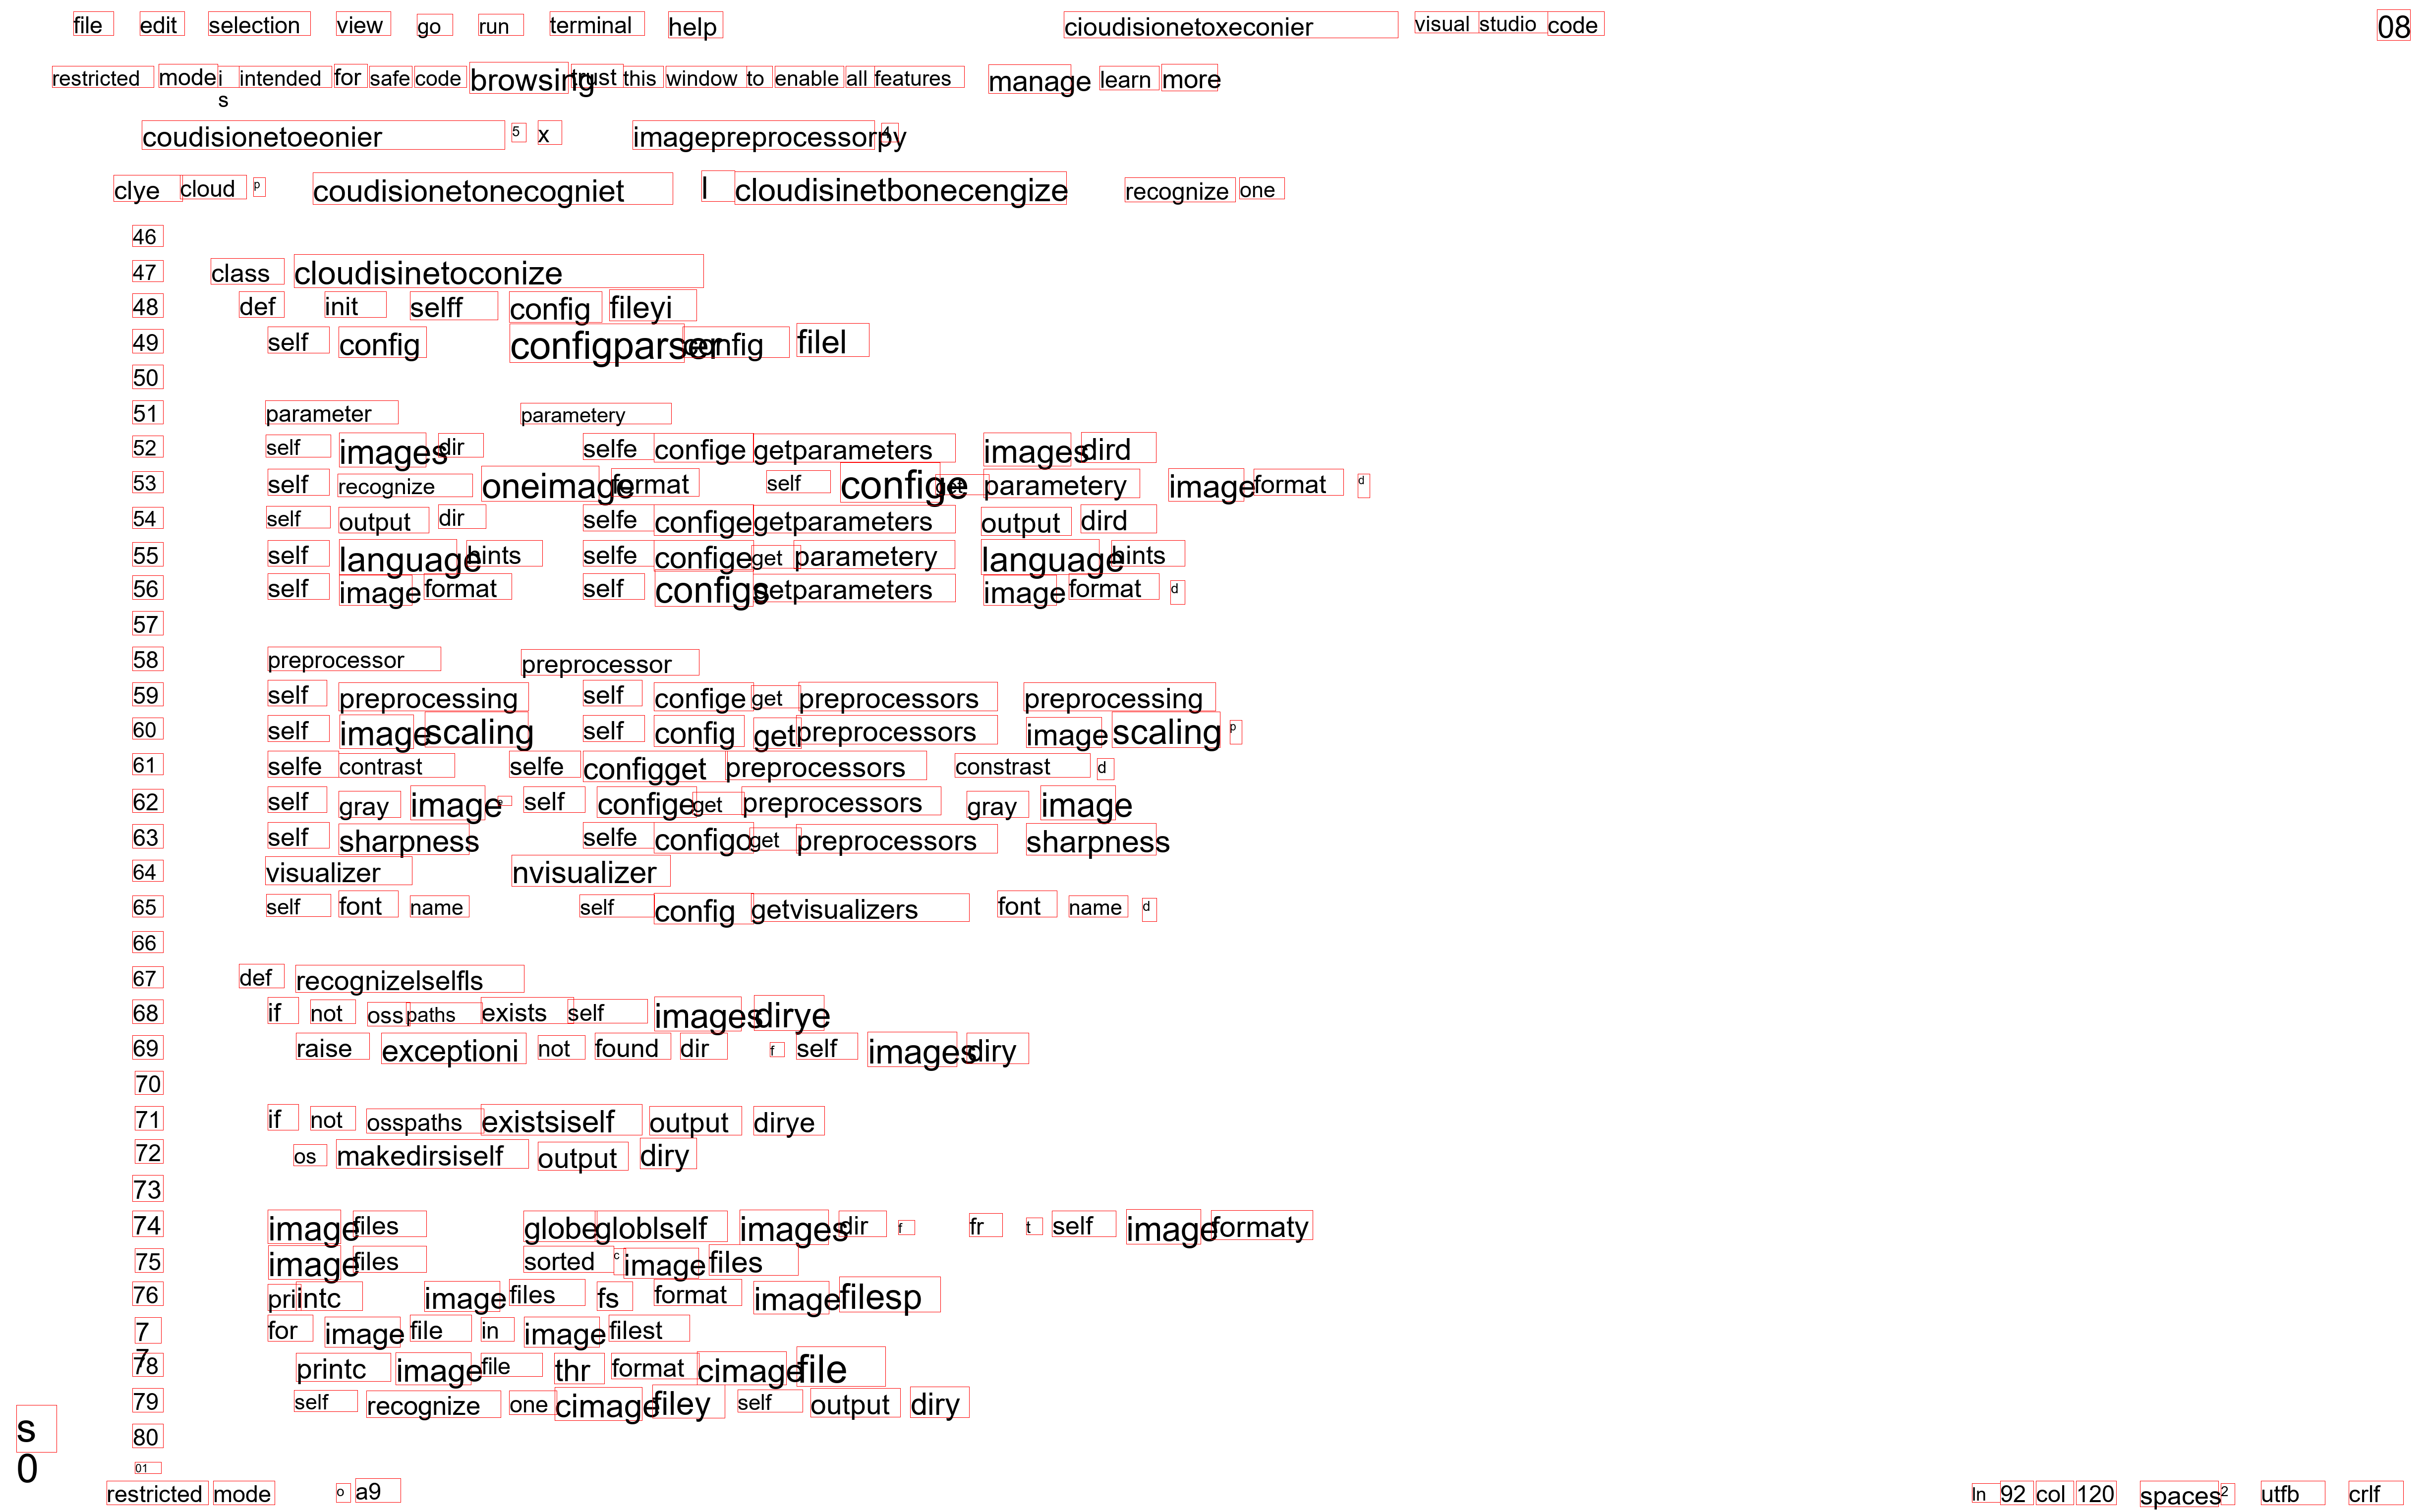 file edit selection view go run terminal help cioudisionetoxeconier visual studio code 08
restricted mode is intended for safe code browsing trust this window to enable all features manage learn more
coudisionetoeonier 5 x imagepreprocessorpy 4
clye cloud p coudisionetonecogniet l cloudisinetbonecengize recognize one
46
47 class cloudisinetoconize
48 def init selff config fileyi
49 self config configparser config filel
50
51 parameter parametery
52 self images dir selfe confige getparameters images dird
53 self recognize oneimage format self confige get parametery image format d
54 self output dir selfe confige getparameters output dird
55 self language hints selfe confige get parametery language hints
56 self image format self configs getparameters image format d
57
58 preprocessor preprocessor
59 self preprocessing self confige get preprocessors preprocessing
60 self image scaling self config get preprocessors image scaling p
61 selfe contrast selfe configget preprocessors constrast d
62 self gray image e self confige get preprocessors gray image
63 self sharpness selfe configo get preprocessors sharpness
64 visualizer nvisualizer
65 self font name self config getvisualizers font name d
66
67 def recognizelselfls
68 if not oss paths exists self images dirye
69 raise exceptioni not found dir f self images diry
70
71 if not osspaths existsiself output dirye
72 os makedirsiself output diry
73
74 image files globe globlself images dir f fr t self image formaty
75 image files sorted c image files
76 pri intc image files fs format image filesp
77 for image file in image filest
78 printc image file thr format cimage file
79 self recognize one cimage filey self output diry
s0
80
01
restricted mode o a9 ln 92 col 120 spaces 2 utfb crlf